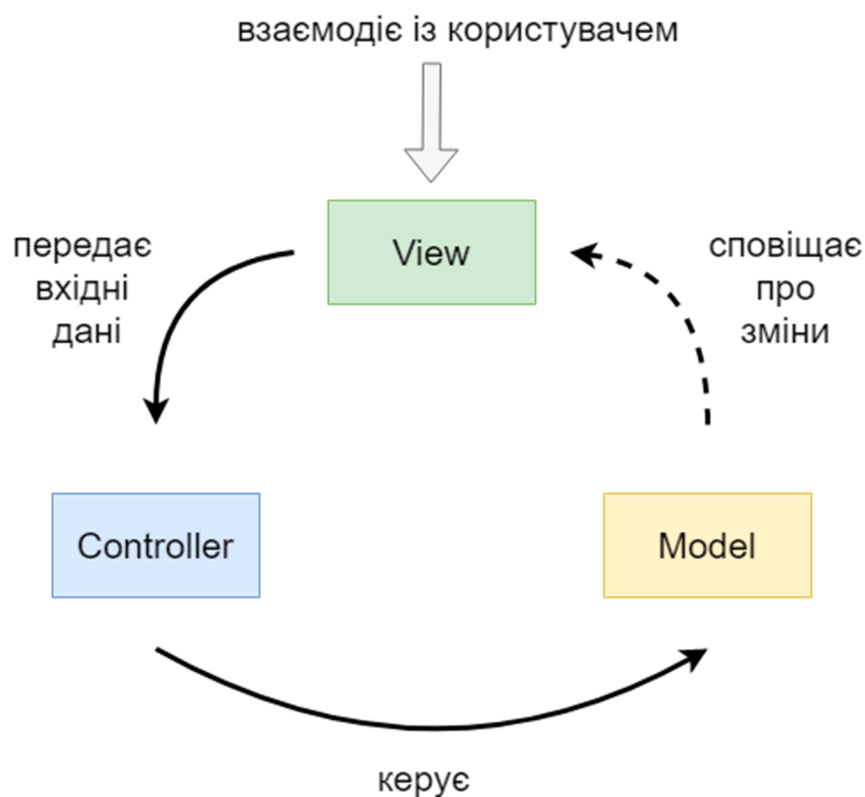 взаємодіє із користувачем
View
передає
вхідні
дані
сповіщає
про
зміни
Controller
Model
керує